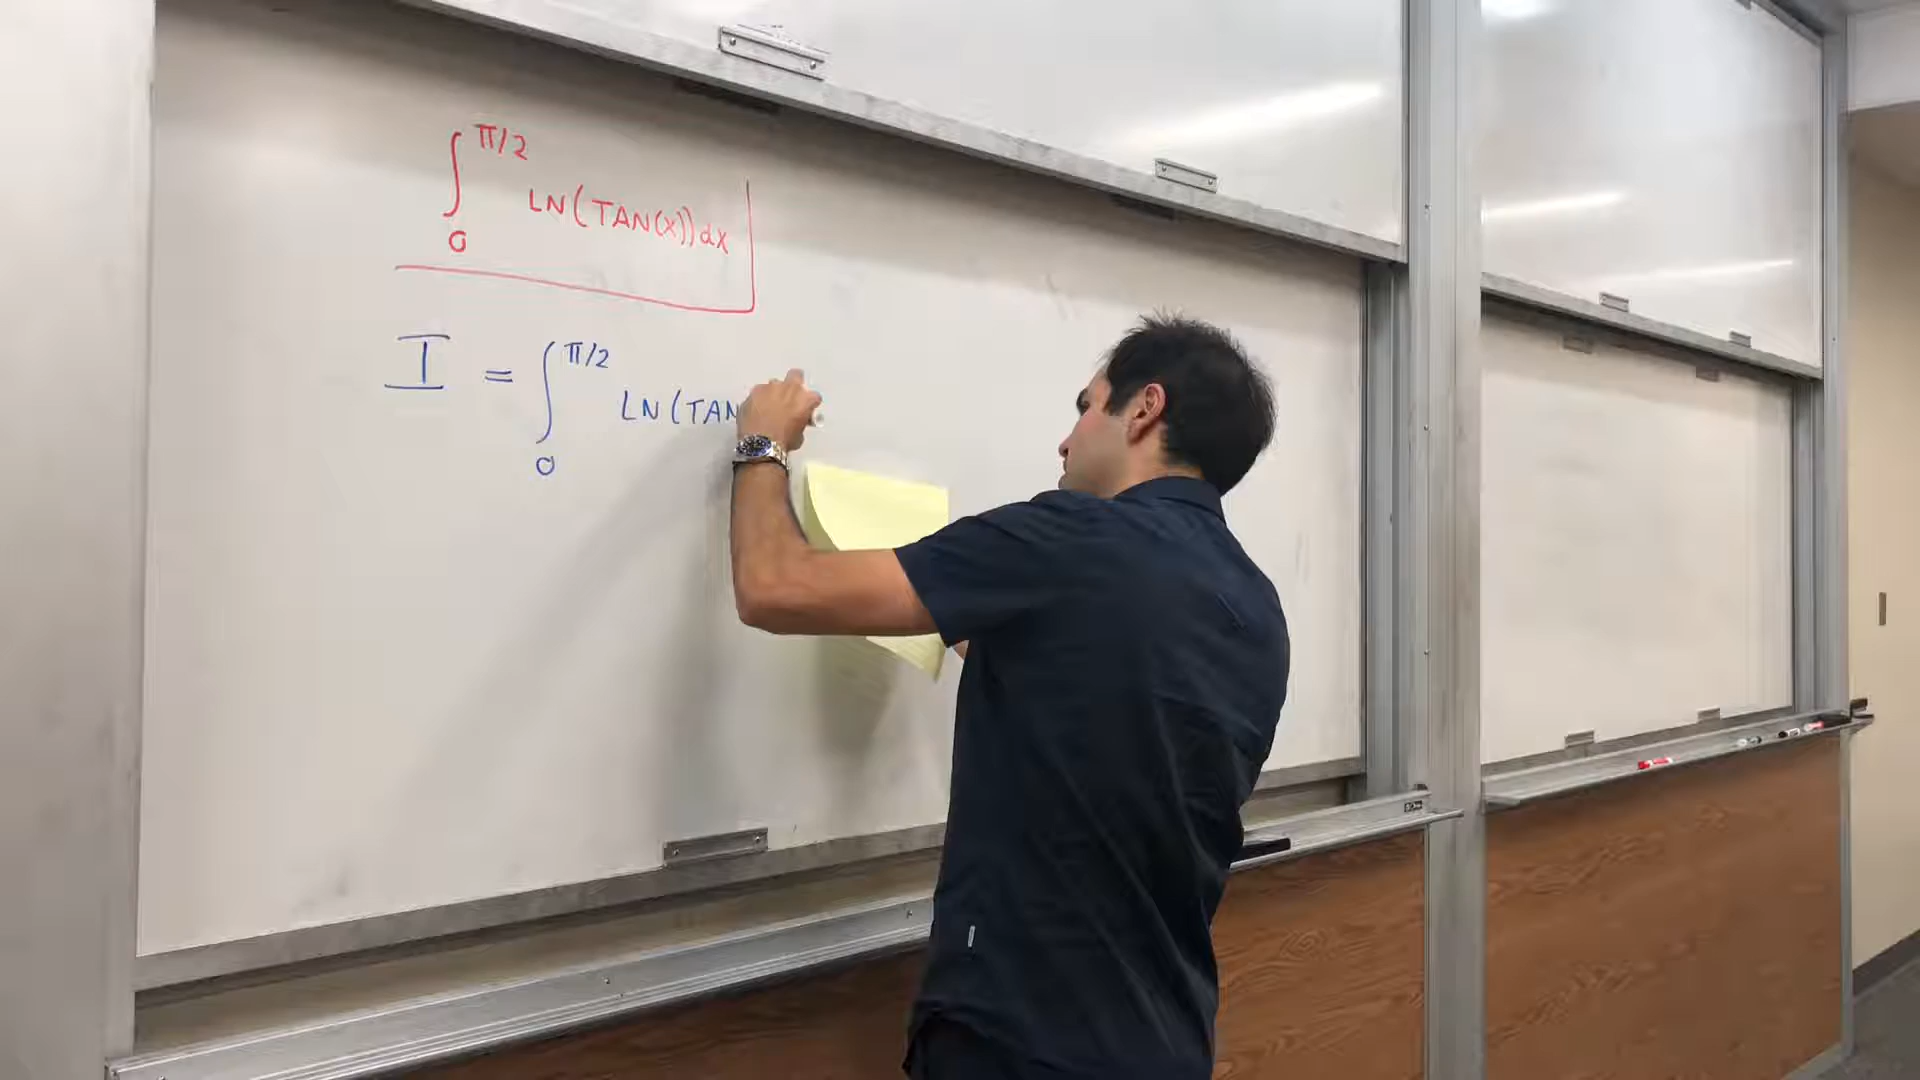 ∫₀^π/2 LN(TAN(X))dX
I = ∫₀^π/2 LN(TAN